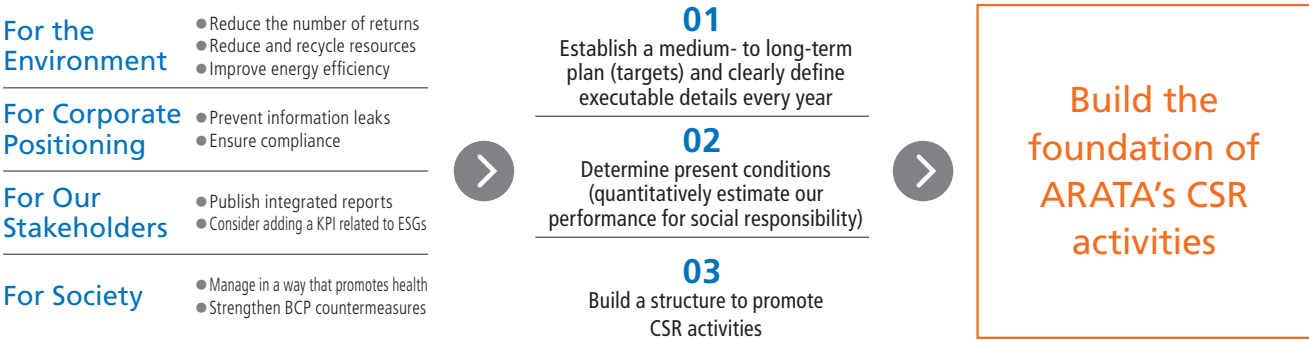 For the
Environment
●Reduce the number of returns
●Reduce and recycle resources
●Improve energy efficiency
For Corporate
Positioning
●Prevent information leaks
●Ensure compliance
For Our
Stakeholders
●Publish integrated reports
●Consider adding a KPI related to ESGs
For Society
●Manage in a way that promotes health
●Strengthen BCP countermeasures
01
Establish a medium- to long-term
plan (targets) and clearly define
executable details every year
02
Determine present conditions
(quantitatively estimate our
performance for social responsibility)
03
Build a structure to promote
CSR activities
Build the
foundation of
ARATA's CSR
activities